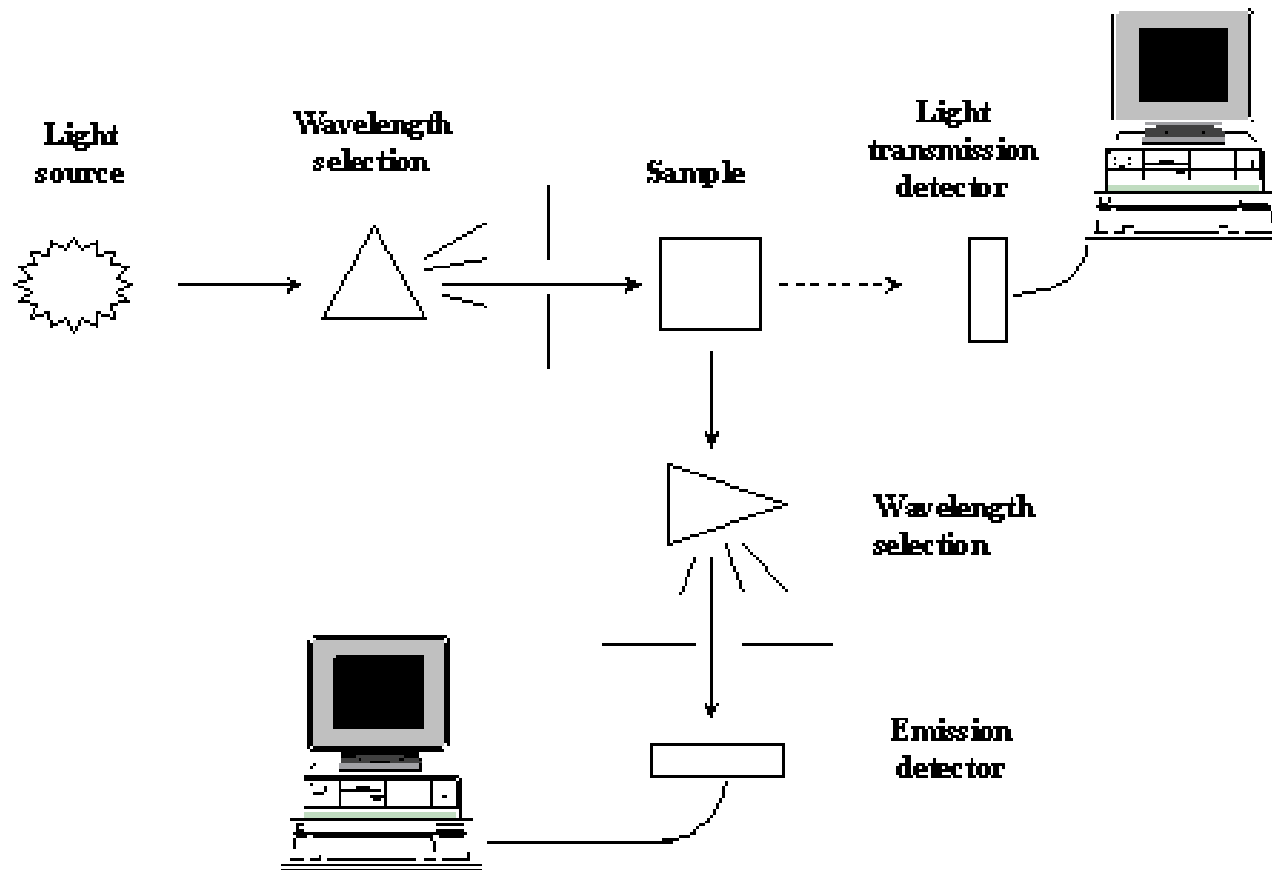 Light
source
Wavelength
selection
Sample
Light
transmission
detector
Wavelength
selection
Emission
detector